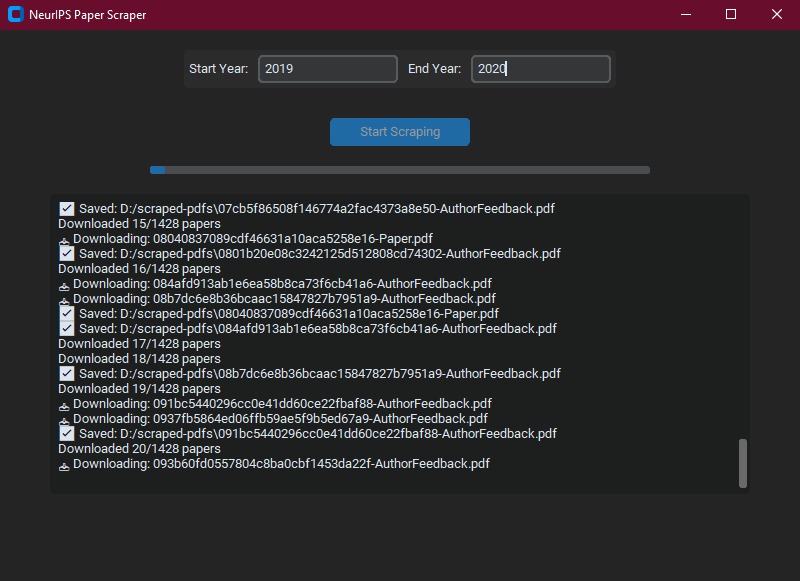 NeurIPS Paper Scraper
Start Year: 2019 End Year: 2020
Start Scraping
Saved: D:/scraped-pdfs\07cb5f86508f146774a2fac4373a8e50-AuthorFeedback.pdf
Downloaded 15/1428 papers
Downloading: 08040837089cdf46631a10aca5258e16-Paper.pdf
Saved: D:/scraped-pdfs\0801b20e08c3242125d512808cd74302-AuthorFeedback.pdf
Downloaded 16/1428 papers
Downloading: 084afd913ab1e6ea58b8ca73f6cb41a6-AuthorFeedback.pdf
Downloading: 08b7dc6e8b36bcaac15847827b7951a9-AuthorFeedback.pdf
Saved: D:/scraped-pdfs\08040837089cdf46631a10aca5258e16-Paper.pdf
Saved: D:/scraped-pdfs\084afd913ab1e6ea58b8ca73f6cb41a6-AuthorFeedback.pdf
Downloaded 17/1428 papers
Downloaded 18/1428 papers
Saved: D:/scraped-pdfs\08b7dc6e8b36bcaac15847827b7951a9-AuthorFeedback.pdf
Downloaded 19/1428 papers
Downloading: 091bc5440296cc0e41dd60ce22fbaf88-AuthorFeedback.pdf
Downloading: 0937fb5864ed06ffb59ae5f9b5ed67a9-AuthorFeedback.pdf
Saved: D:/scraped-pdfs\091bc5440296cc0e41dd60ce22fbaf88-AuthorFeedback.pdf
Downloaded 20/1428 papers
Downloading: 093b60fd0557804c8ba0cbf1453da22f-AuthorFeedback.pdf